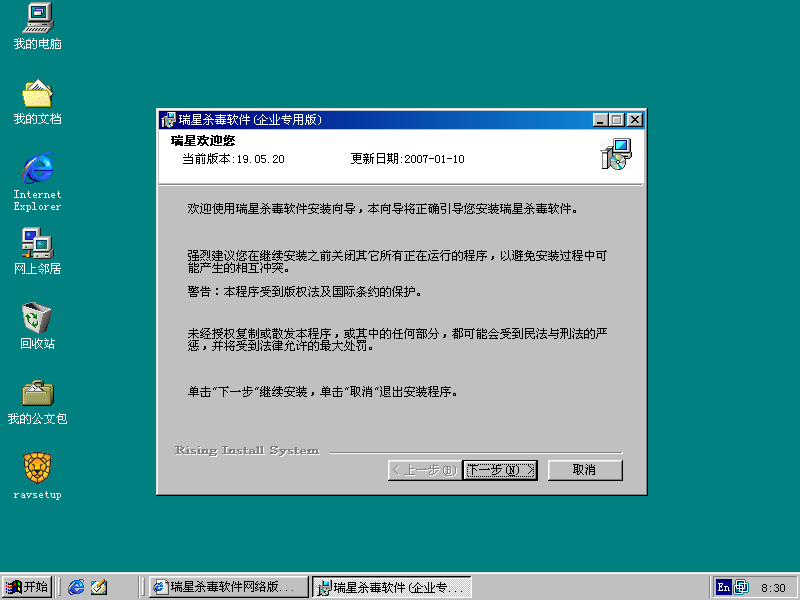 我的电脑
我的文档
Internet
Explorer
网上邻居
回收站
我的公文包
ravsetup
瑞星杀毒软件(企业专用版)
瑞星欢迎您
当前版本:19.05.20
更新日期:2007-01-10
欢迎使用瑞星杀毒软件安装向导，本向导将正确引导您安装瑞星杀毒软件。
强烈建议您在继续安装之前关闭其它所有正在运行的程序，以避免安装过程中可
能产生的相互冲突。
警告：本程序受到版权法及国际条约的保护。
未经授权复制或散发本程序，或其中的任何部分，都可能会受到民法与刑法的严
惩，并将受到法律允许的最大处罚。
单击"下一步"继续安装，单击"取消"退出安装程序。
Rising Install System
<上一步(B)
下一步(N) >
取消
开始
瑞星杀毒软件网络版...
瑞星杀毒软件(企业专...
En
8:30